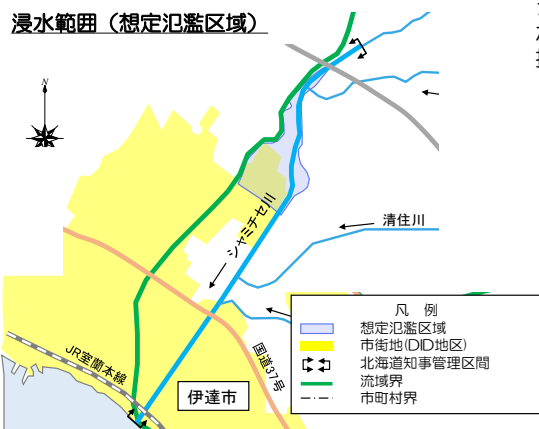 浸水範囲（想定氾濫区域）
N
シャミチセ川
清住川
JR室蘭本線
国道37号
伊達市
凡 例
想定氾濫区域
市街地(DID地区)
北海道知事管理区間
流域界
市町村界